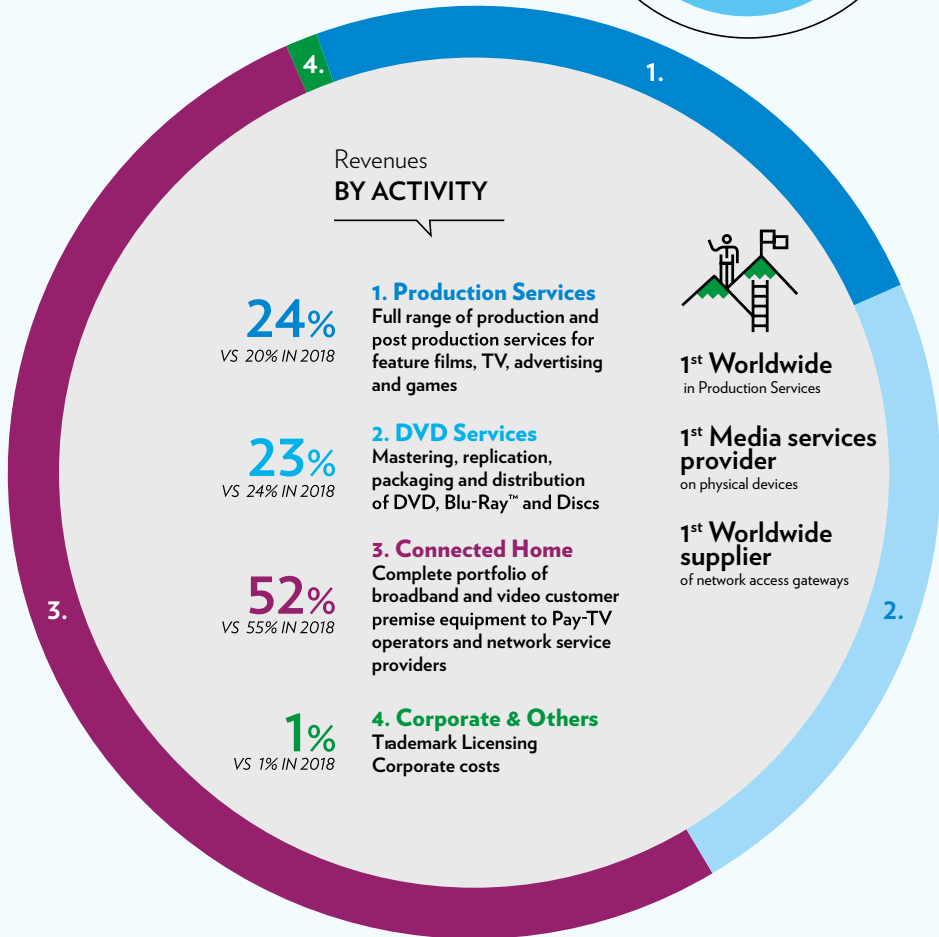 4.
1.
Revenues
BY ACTIVITY
24%
VS 20% IN 2018
1. Production Services
Full range of production and
post production services for
feature films, TV, advertising
and games
23%
VS 24% IN 2018
2. DVD Services
Mastering, replication,
packaging and distribution
of DVD, Blu-Ray™ and Discs
52%
VS 55% IN 2018
3. Connected Home
Complete portfolio of
broadband and video customer
premise equipment to Pay-TV
operators and network service
providers
1%
VS 1% IN 2018
4. Corporate & Others
Trademark Licensing
Corporate costs
1st Worldwide
in Production Services
1st Media services
provider
on physical devices
1st Worldwide
supplier
of network access gateways
3.
2.